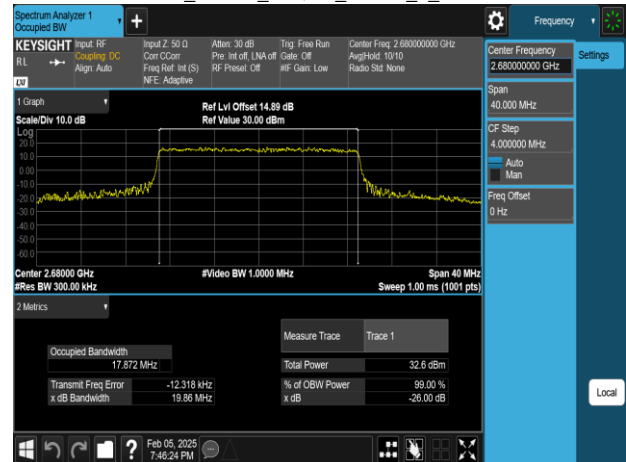 Spectrum Analyzer 1
Occupied BW
Frequency
KEYSIGHT
RL
LXI
Input: RF
Coupling: DC
Align: Auto
Input Z: 50 Ω
Corr CCorr
Freq Ref: Int (S)
NFE: Adaptive
Atten: 30 dB
Pre: Int off, LNA off
RF Presel: Off
Trig: Free Run
Gate: Off
#IF Gain: Low
Center Freq: 2.680000000 GHz
Avg|Hold: 10/10
Radio Std: None
Center Frequency
2.680000000 GHz
Settings
Span
40.000 MHz
CF Step
4.000000 MHz
Auto
Man
Freq Offset
0 Hz
Local
1 Graph
Scale/Div 10.0 dB
Ref Lvl Offset 14.89 dB
Ref Value 30.00 dBm
Log
20.0
10.0
0.00
-10.0
-20.0
-30.0
-40.0
-50.0
-60.0
Center 2.68000 GHz
#Video BW 1.0000 MHz
Span 40 MHz
#Res BW 300.00 kHz
Sweep 1.00 ms (1001 pts)
2 Metrics
Measure Trace
Trace 1
Occupied Bandwidth
17.872 MHz
Total Power
32.6 dBm
Transmit Freq Error
-12.318 kHz
% of OBW Power
99.00 %
x dB Bandwidth
19.86 MHz
x dB
-26.00 dB
Feb 05, 2025
7:46:24 PM